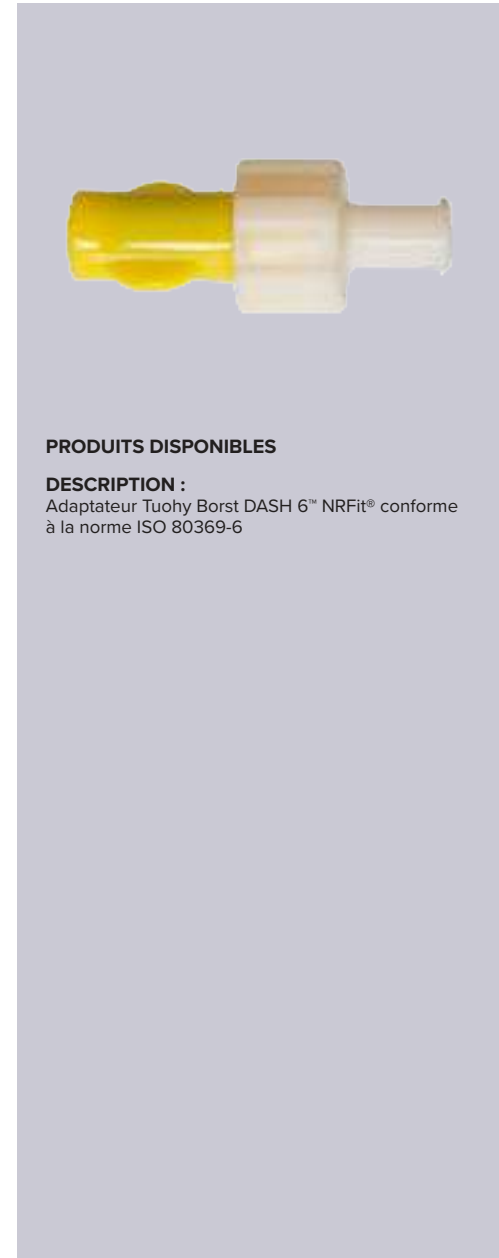 PRODUITS DISPONIBLES
DESCRIPTION :
Adaptateur Tuohy Borst DASH 6™ NRFit® conforme
à la norme ISO 80369-6